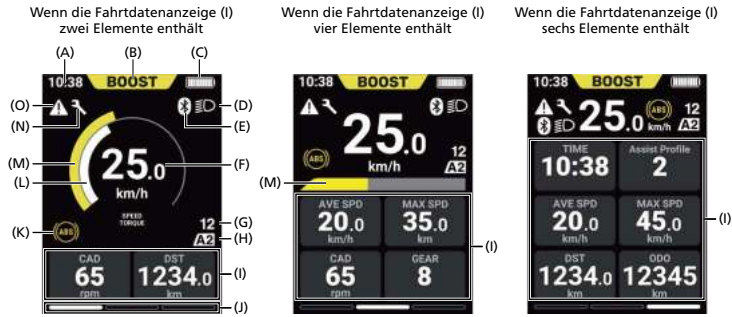 Wenn die Fahrtdatenanzeige (I)
zwei Elemente enthält
(A)
(B)
(C)
10:38
BOOST
(O)
(D)
(N)
(E)
(M)
25.0
(F)
(L)
km/h
SPEED
TORQUE
12
(G)
(K)
ABS
A2
(H)
CAD
65
rpm
DST
1234.0
km
(I)
(J)
Wenn die Fahrtdatenanzeige (I)
vier Elemente enthält
10:38
BOOST
25.0
ABS
km/h
12
A2
(M)
AVE SPD
20.0
km/h
MAX SPD
35.0
km
(I)
CAD
65
rpm
GEAR
8
Wenn die Fahrtdatenanzeige (I)
sechs Elemente enthält
10:38
BOOST
25.0
ABS
km/h
12
A2
TIME
10:38
Assist Profile
2
AVE SPD
20.0
km/h
MAX SPD
45.0
km/h
(I)
DST
1234.0
km
ODO
12345
km